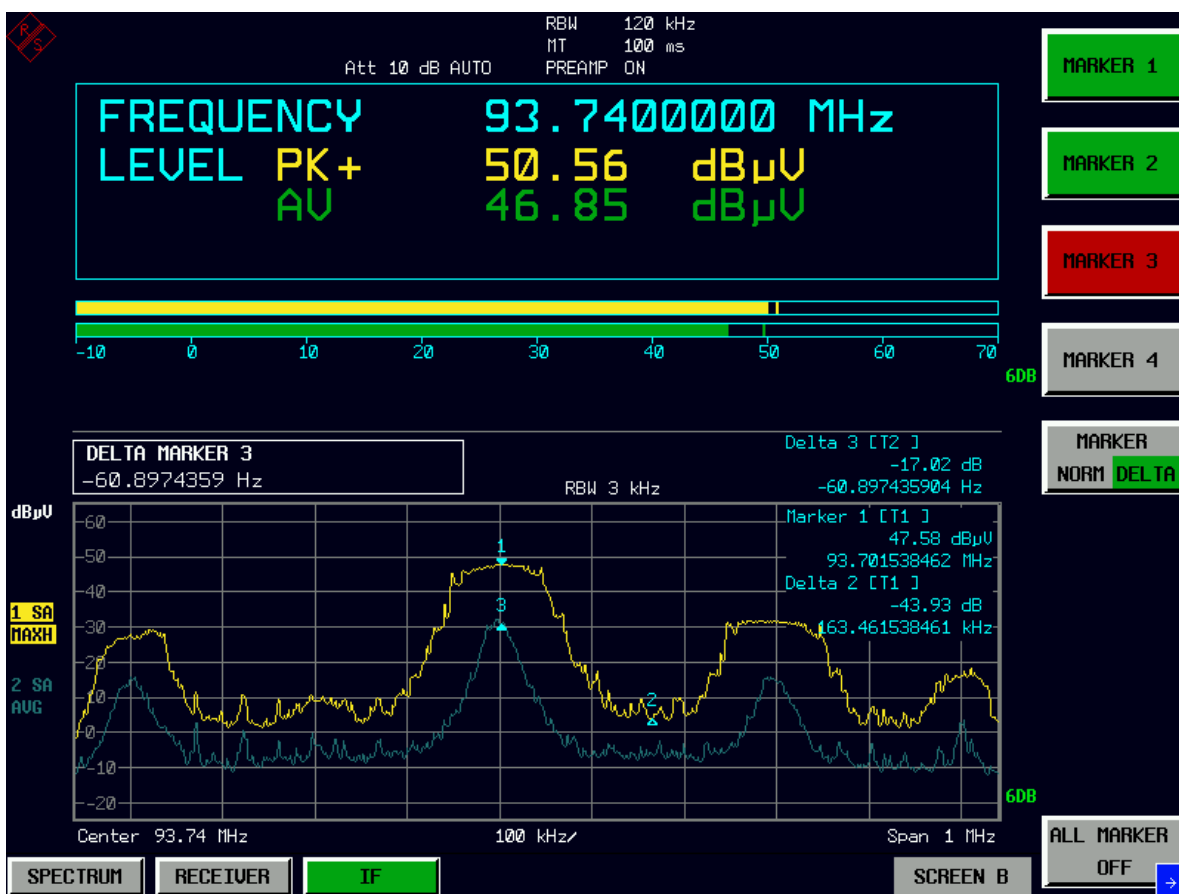 R/S
RBW 120 kHz
MT 100 ms
Att 10 dB AUTO PREAMP ON
FREQUENCY 93.7400000 MHz
LEVEL PK+ 50.56 dBµV
AV 46.85 dBµV
-10 0 10 20 30 40 50 60 70
6DB
DELTA MARKER 3
-60.8974359 Hz
RBW 3 kHz
Delta 3 [T2 ]
-17.02 dB
-60.897435904 Hz
Marker 1 [T1 ]
47.58 dBµV
93.701538462 MHz
Delta 2 [T1 ]
-43.93 dB
163.461538461 kHz
dBµV
1 SA
MAXH
2 SA
AVG
60
50
40
30
20
10
0
-10
-20
1
3
2
6DB
Center 93.74 MHz 100 kHz/ Span 1 MHz
MARKER 1
MARKER 2
MARKER 3
MARKER 4
MARKER
NORM DELTA
ALL MARKER
OFF
SPECTRUM RECEIVER IF SCREEN B